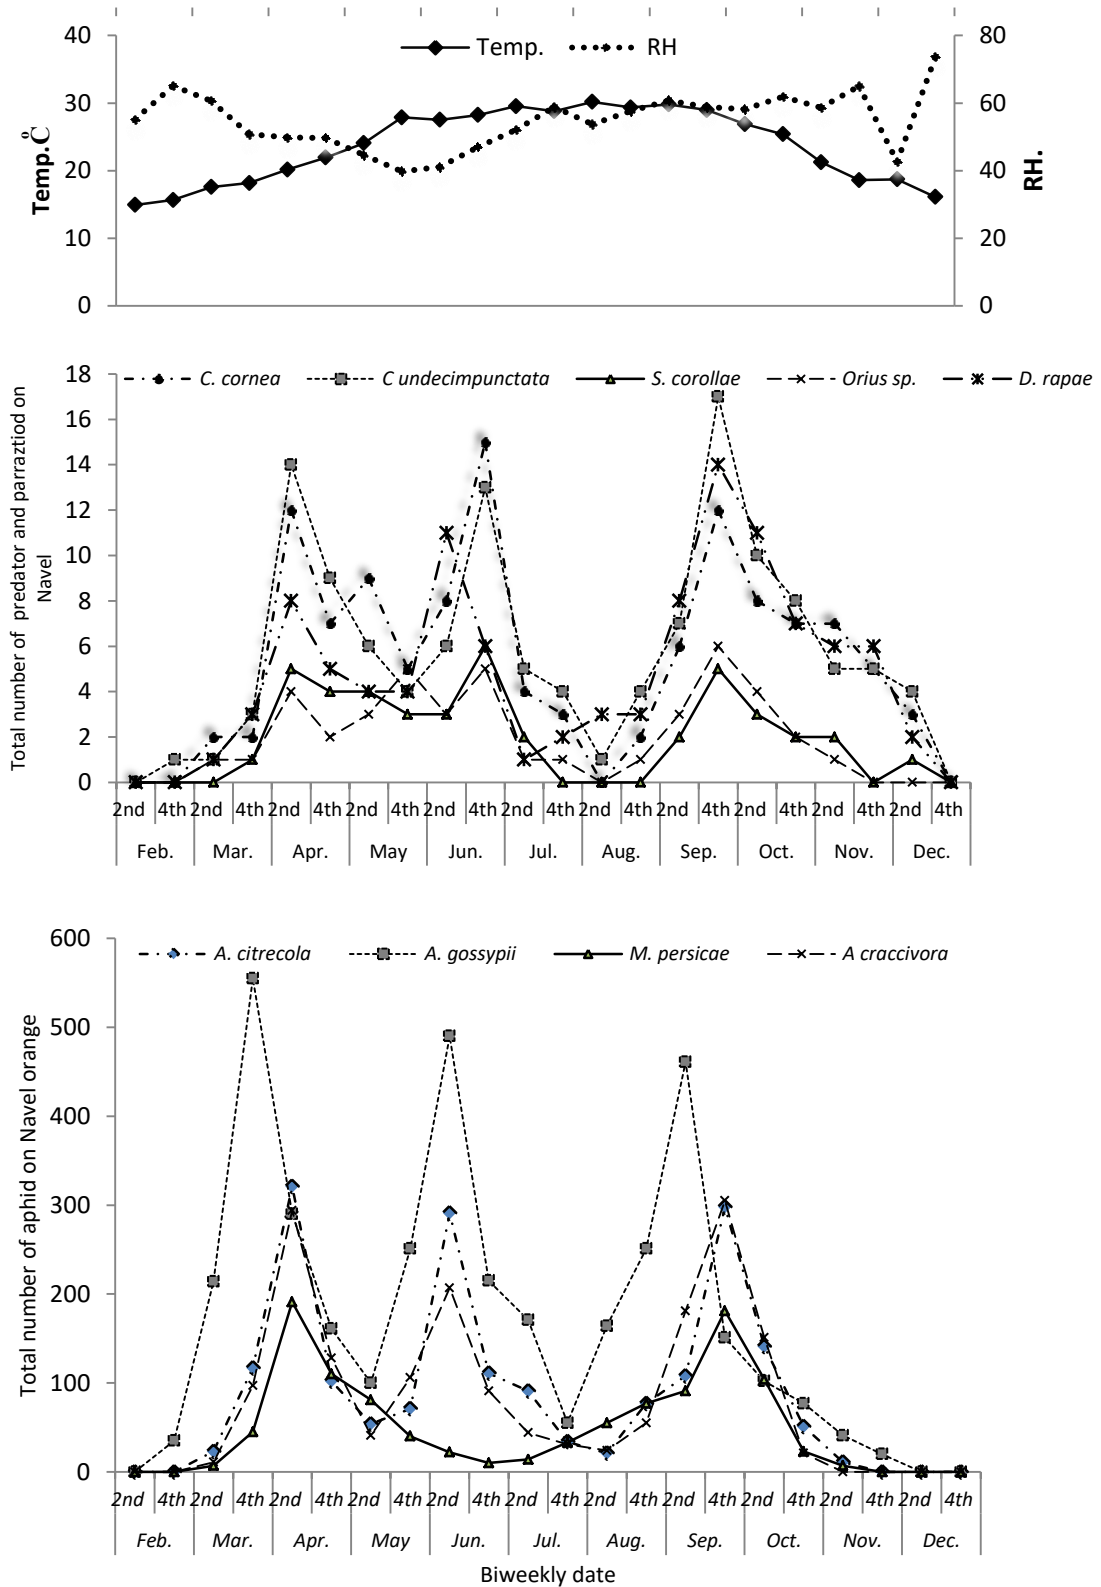 Temp. RH
40 80
30 60
20 40
10 20
0 0
Temp.C̊
RH.
C. cornea C undecimpunctata S. corollae Orius sp. D. rapae
18
16
14
12
10
8
6
4
2
0
Total number of predator and parraztiod on
Navel
2nd 4th 2nd 4th 2nd 4th 2nd 4th 2nd 4th 2nd 4th 2nd 4th 2nd 4th 2nd 4th 2nd 4th 2nd 4th
Feb. Mar. Apr. May Jun. Jul. Aug. Sep. Oct. Nov. Dec.
A. citrecola A. gossypii M. persicae A craccivora
600
500
400
300
200
100
0
Total number of aphid on Navel orange
2nd 4th 2nd 4th 2nd 4th 2nd 4th 2nd 4th 2nd 4th 2nd 4th 2nd 4th 2nd 4th 2nd 4th 2nd 4th
Feb. Mar. Apr. May Jun. Jul. Aug. Sep. Oct. Nov. Dec.
Biweekly date